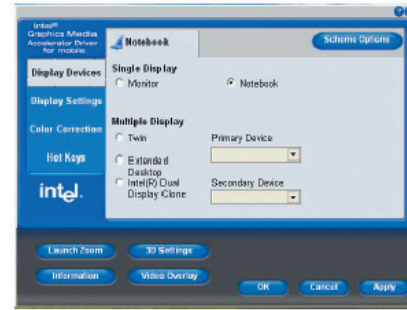 intel®
Graphics Media
Accelerator Driver
for mobile
Notebook
Scheme Options
Display Devices
Single Display
Monitor
Notebook
Display Settings
Multiple Display
Color Correction
Twin
Primary Device
Hot Keys
Extended
Desktop
Intel(R) Dual
Display Clone
Secondary Device
intel.
Launch Zoom
3D Settings
Information
Video Overlay
OK
Cancel
Apply